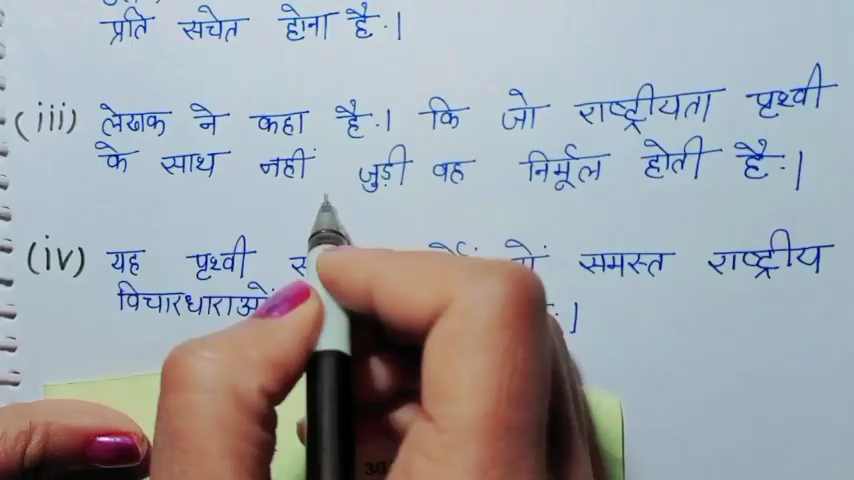 प्रति सचेत होना है.।
(iii) लेखक ने कहा है.। कि जो राष्ट्रीयता पृथ्वी
के साथ नहीं जुड़ी वह निर्मूल होती है.।
(iv) यह पृथ्वी समस्त राष्ट्रीय
विचारधाराओं